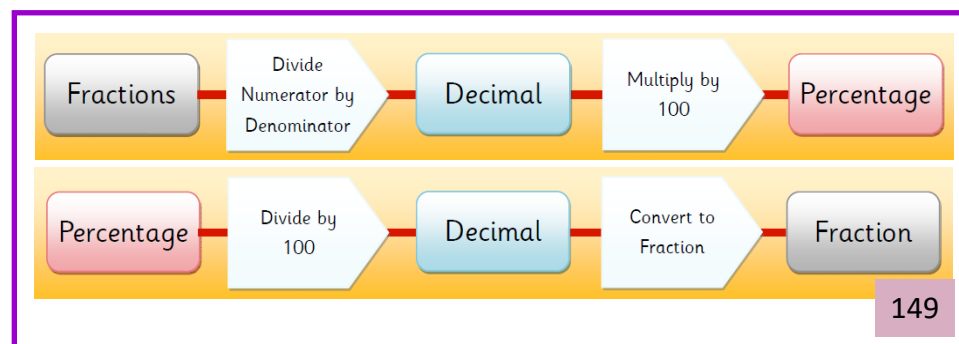 Fractions
Divide
Numerator by
Denominator
Decimal
Multiply by
100
Percentage
Percentage
Divide by
100
Decimal
Convert to
Fraction
Fraction
149